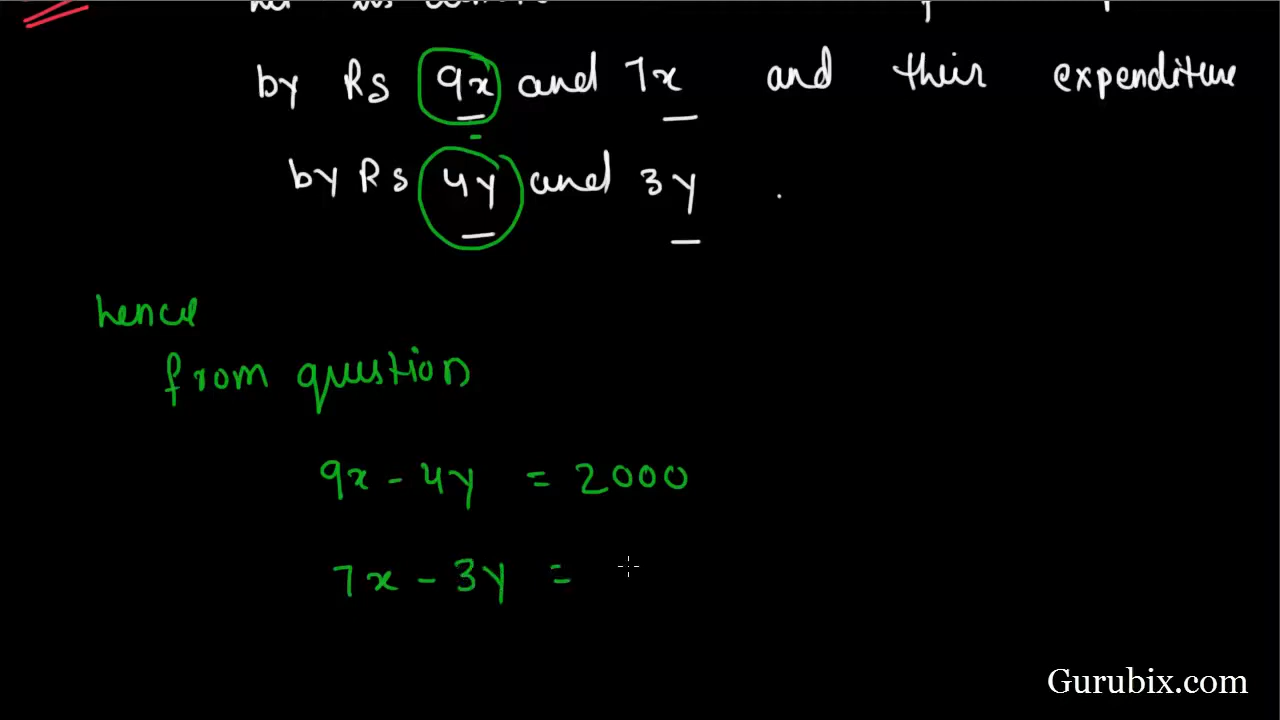 by Rs 9x and 7x and their expenditure
by Rs 4y and 3y .
hence
from question
9x - 4y = 2000
7x - 3y =
Gurubix.com